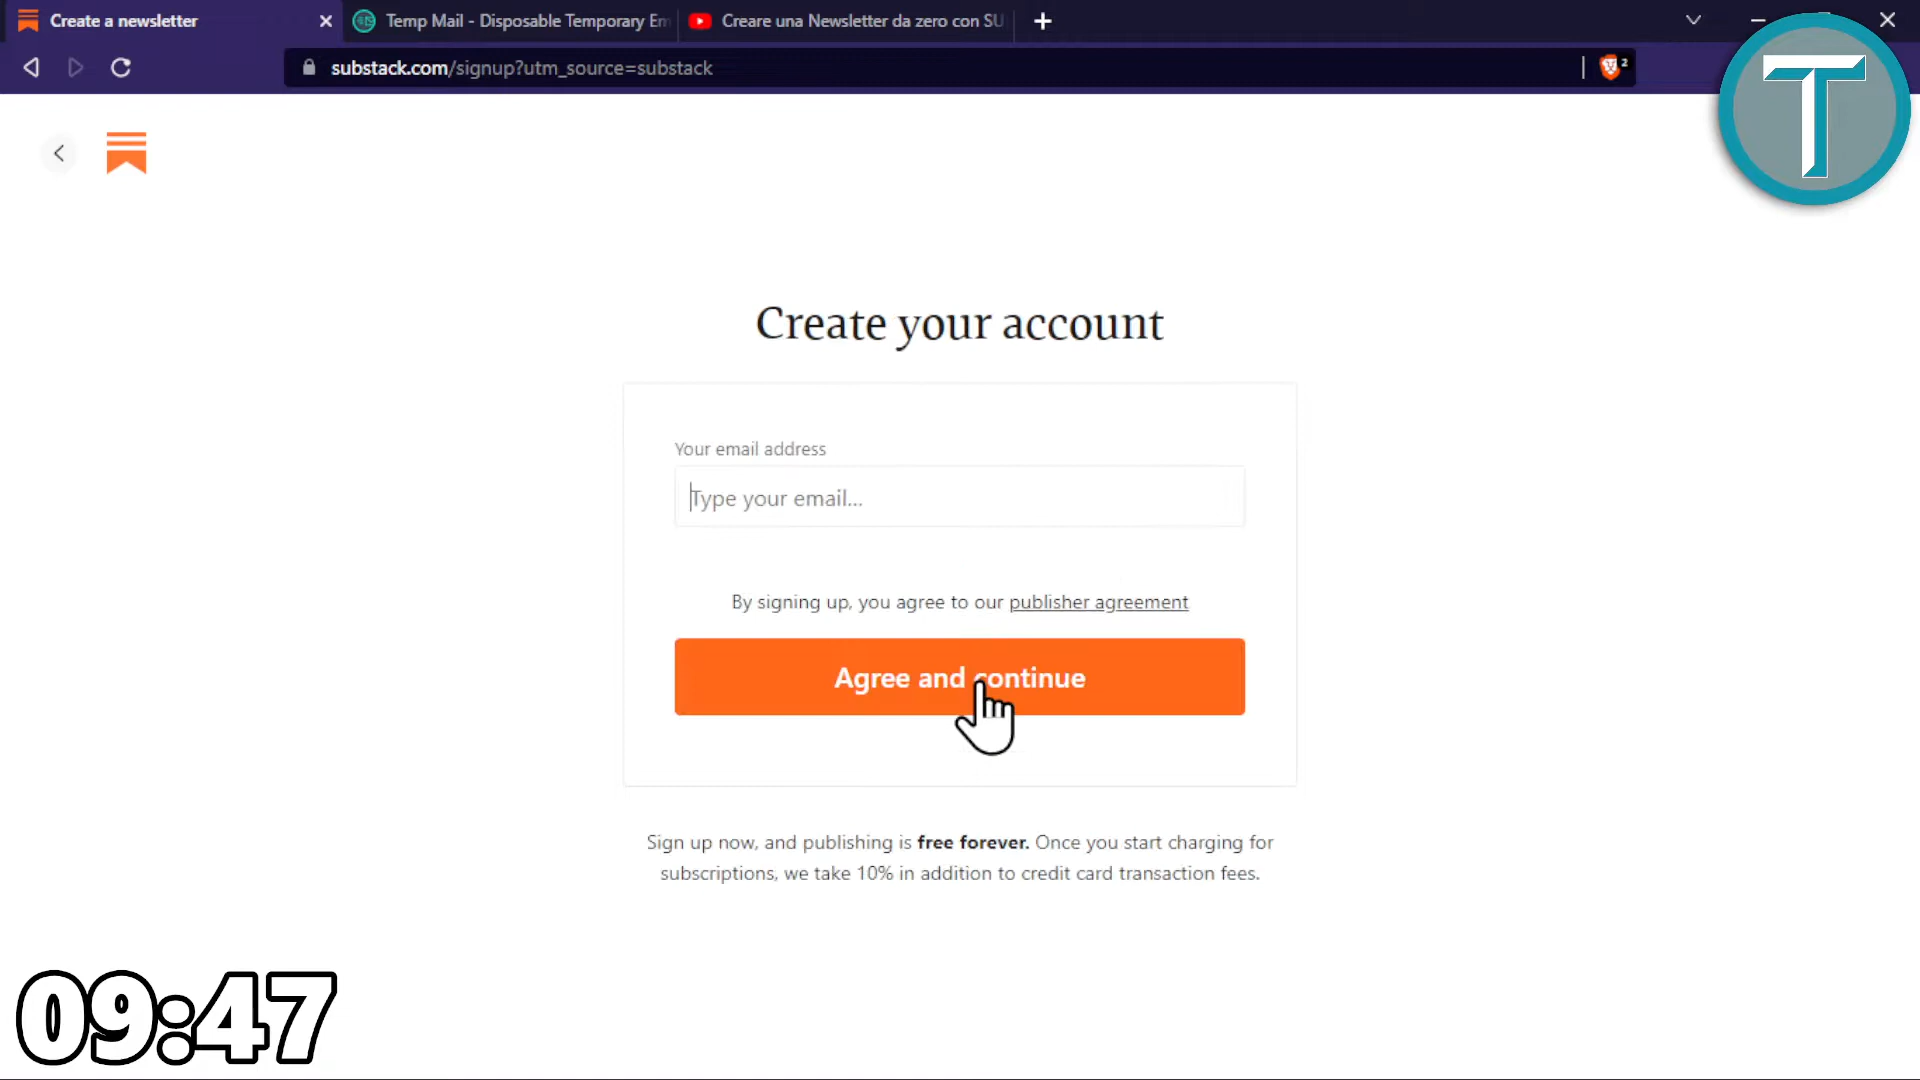 Create a newsletter
Temp Mail - Disposable Temporary Em
Creare una Newsletter da zero con SU
substack.com/signup?utm_source=substack
2
T
Create your account
Your email address
Type your email...
By signing up, you agree to our publisher agreement
Agree and continue
Sign up now, and publishing is free forever. Once you start charging for
subscriptions, we take 10% in addition to credit card transaction fees.
09:47